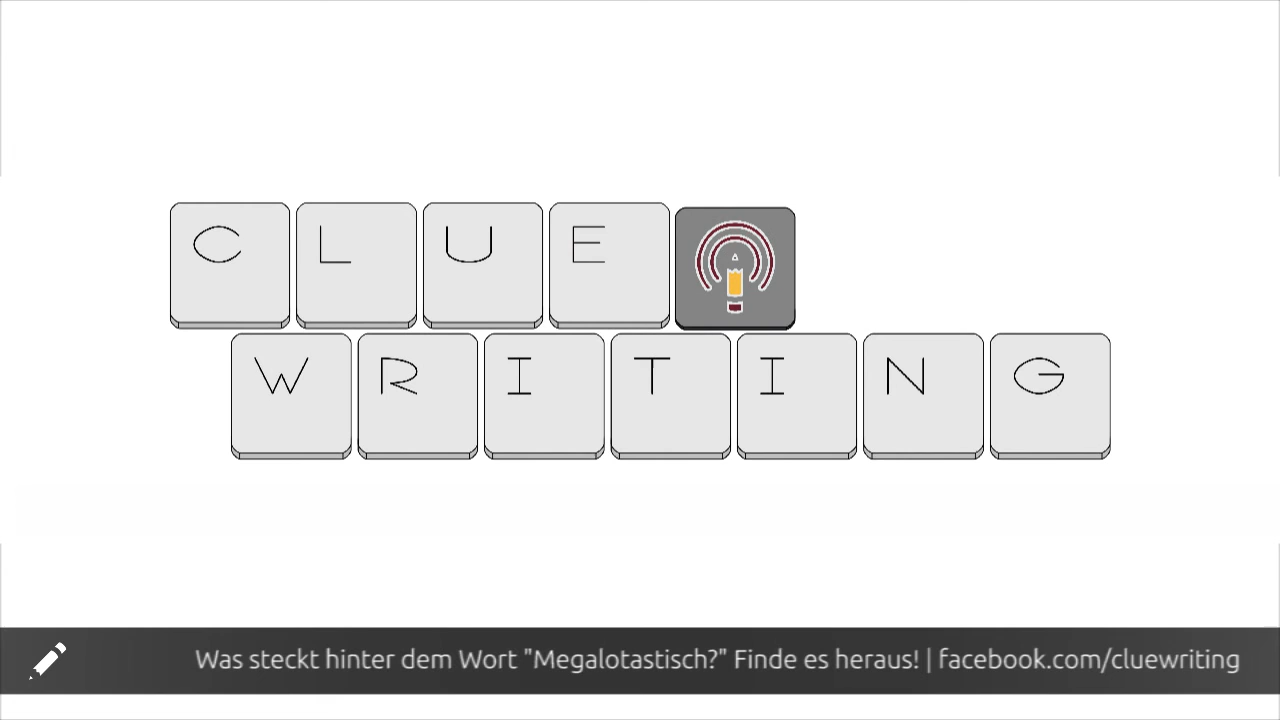 CLUE
WRITING
Was steckt hinter dem Wort "Megalotastisch?" Finde es heraus! | facebook.com/cluewriting